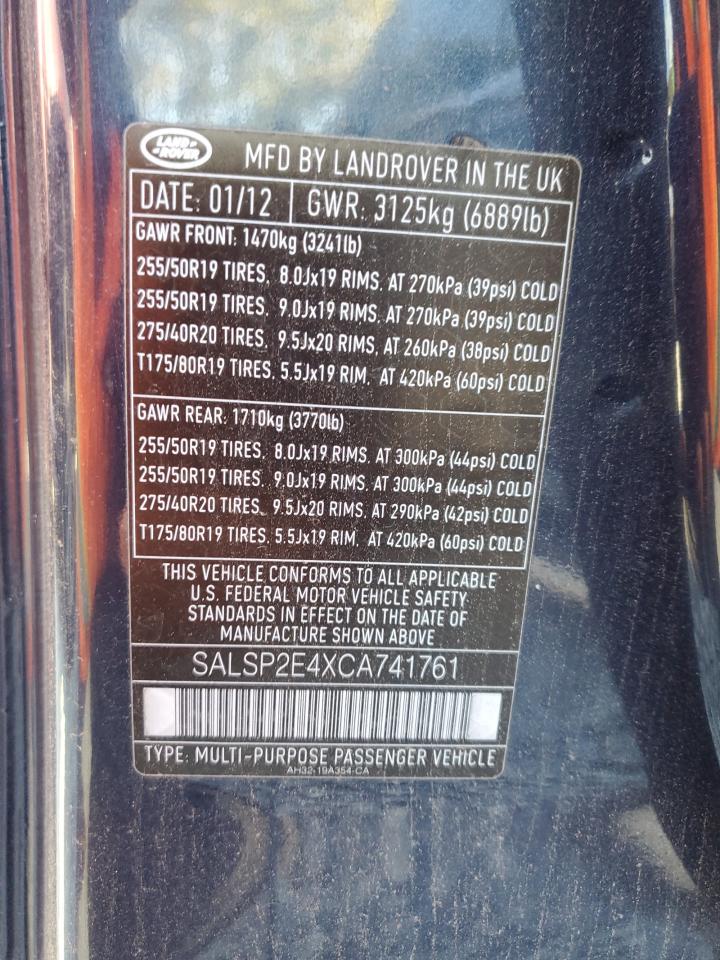 LAND
ROVER
MFD BY LANDROVER IN THE UK
DATE: 01/12 GWR: 3125kg (6889lb)
GAWR FRONT: 1470kg (3241lb)
255/50R19 TIRES, 8.0Jx19 RIMS, AT 270kPa (39psi) COLD
255/50R19 TIRES, 9.0Jx19 RIMS, AT 270kPa (39psi) COLD
275/40R20 TIRES, 9.5Jx20 RIMS, AT 260kPa (38psi) COLD
T175/80R19 TIRES, 5.5Jx19 RIM, AT 420kPa (60psi) COLD
GAWR REAR: 1710kg (3770lb)
255/50R19 TIRES, 8.0Jx19 RIMS, AT 300kPa (44psi) COLD
255/50R19 TIRES, 9.0Jx19 RIMS, AT 300kPa (44psi) COLD
275/40R20 TIRES, 9.5Jx20 RIMS, AT 290kPa (42psi) COLD
T175/80R19 TIRES, 5.5Jx19 RIM, AT 420kPa (60psi) COLD
THIS VEHICLE CONFORMS TO ALL APPLICABLE
U.S. FEDERAL MOTOR VEHICLE SAFETY
STANDARDS IN EFFECT ON THE DATE OF
MANUFACTURE SHOWN ABOVE
SALSP2E4XCA741761
TYPE: MULTI-PURPOSE PASSENGER VEHICLE
AH32-19A354-CA